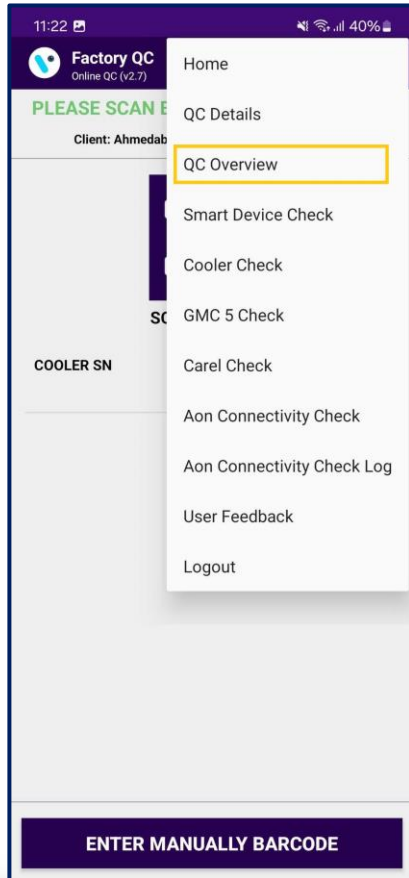 11:22 40%
Factory QC
Online QC (v2.7)
PLEASE SCAN
Client:
Home
QC Details
QC Overview
Smart Device Check
Cooler Check
GMC 5 Check
COOLER SN
Carel Check
Aon Connectivity Check
Aon Connectivity Check Log
User Feedback
Logout
ENTER MANUALLY BARCODE